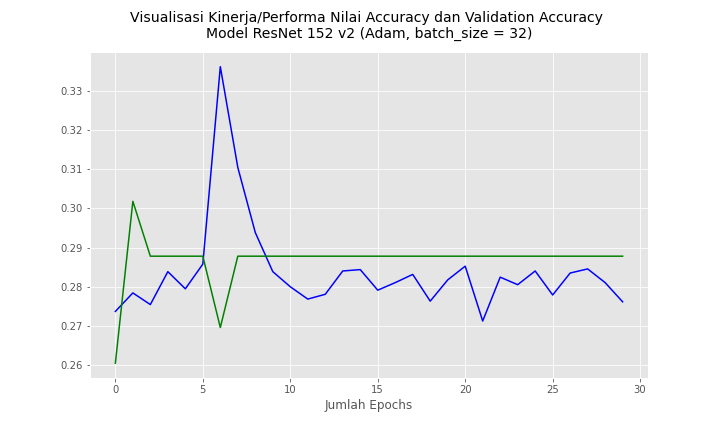 Visualisasi Kinerja/Performa Nilai Accuracy dan Validation Accuracy
Model ResNet 152 v2 (Adam, batch_size = 32)
0.33
0.32
0.31
0.30
0.29
0.28
0.27
0.26
0 5 10 15 20 25 30
Jumlah Epochs